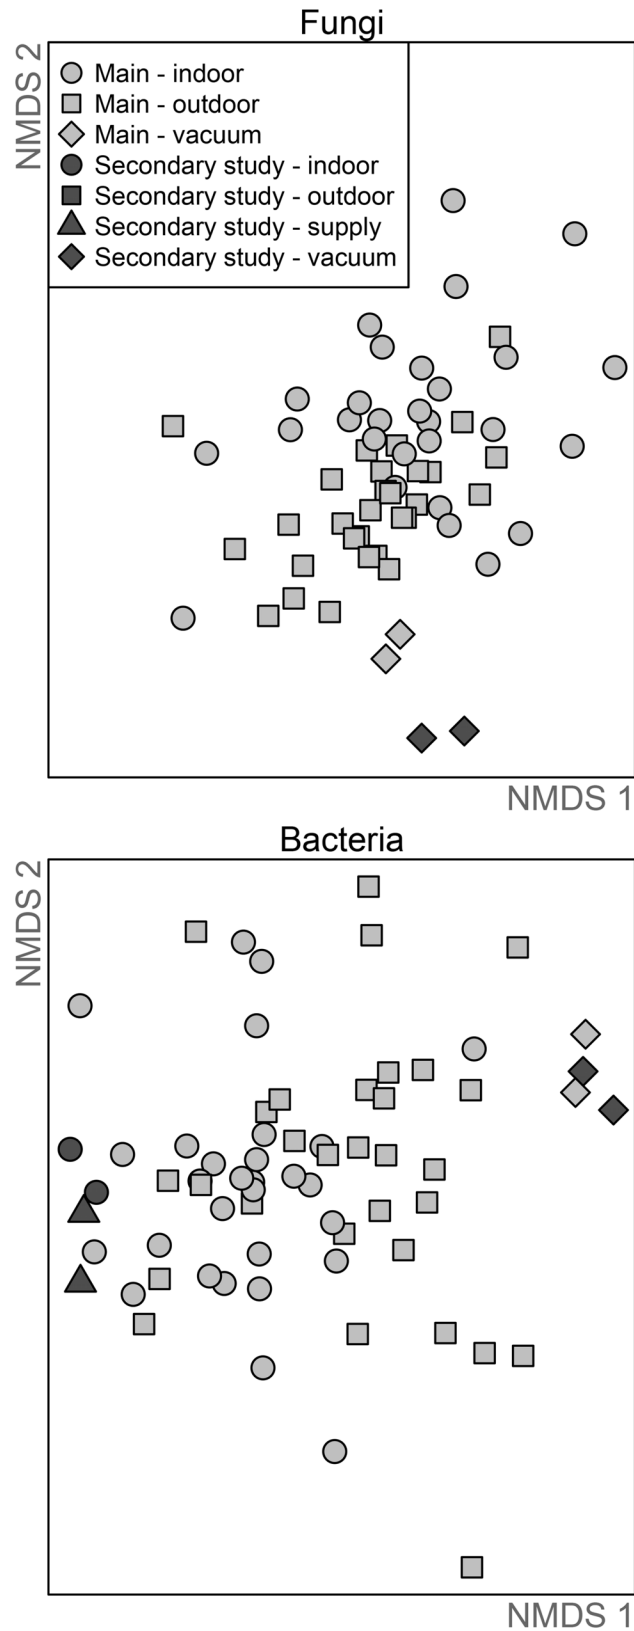 Fungi
NMDS 2
Main - indoor
Main - outdoor
Main - vacuum
Secondary study - indoor
Secondary study - outdoor
Secondary study - supply
Secondary study - vacuum
NMDS 1
Bacteria
NMDS 2
NMDS 1